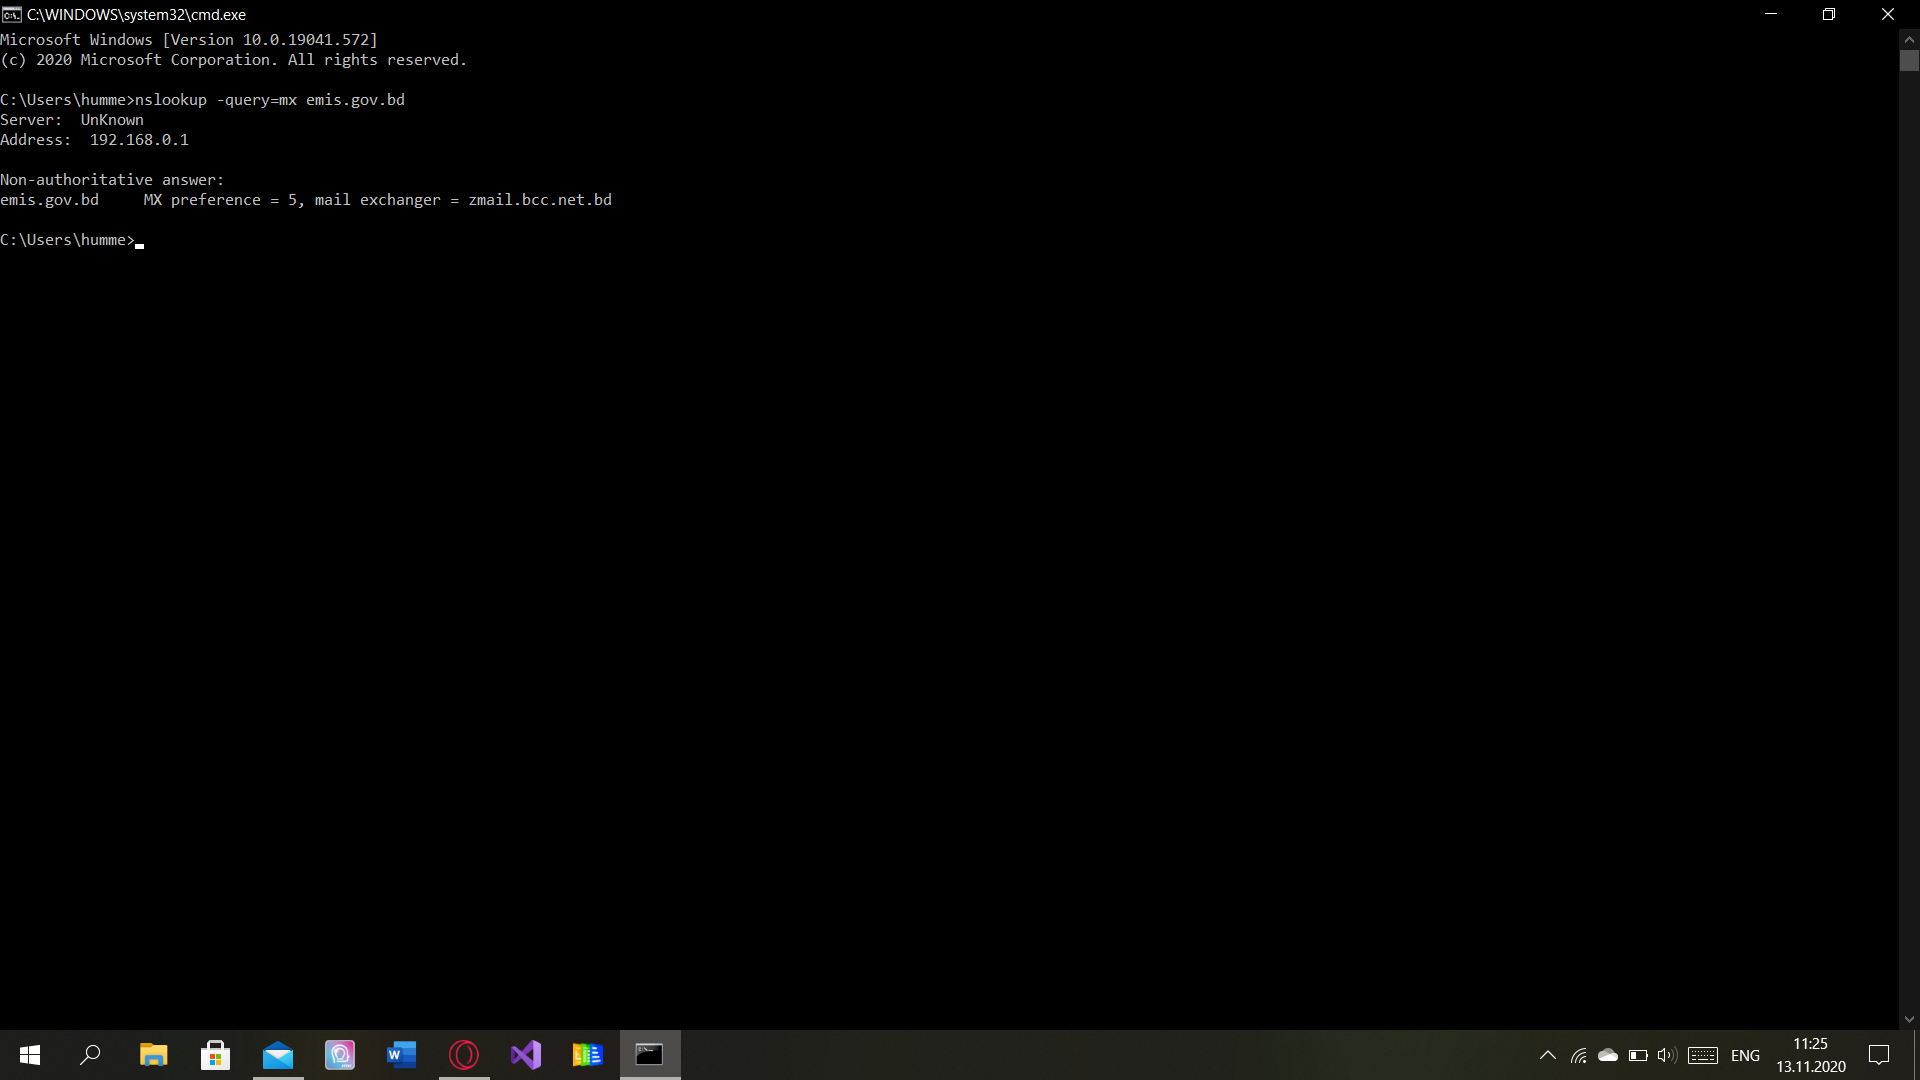 C:\WINDOWS\system32\cmd.exe
Microsoft Windows [Version 10.0.19041.572]
(c) 2020 Microsoft Corporation. All rights reserved.
C:\Users\humme>nslookup -query=mx emis.gov.bd
Server:  UnKnown
Address:  192.168.0.1
Non-authoritative answer:
emis.gov.bd     MX preference = 5, mail exchanger = zmail.bcc.net.bd
C:\Users\humme>
ENG
11:25
13.11.2020